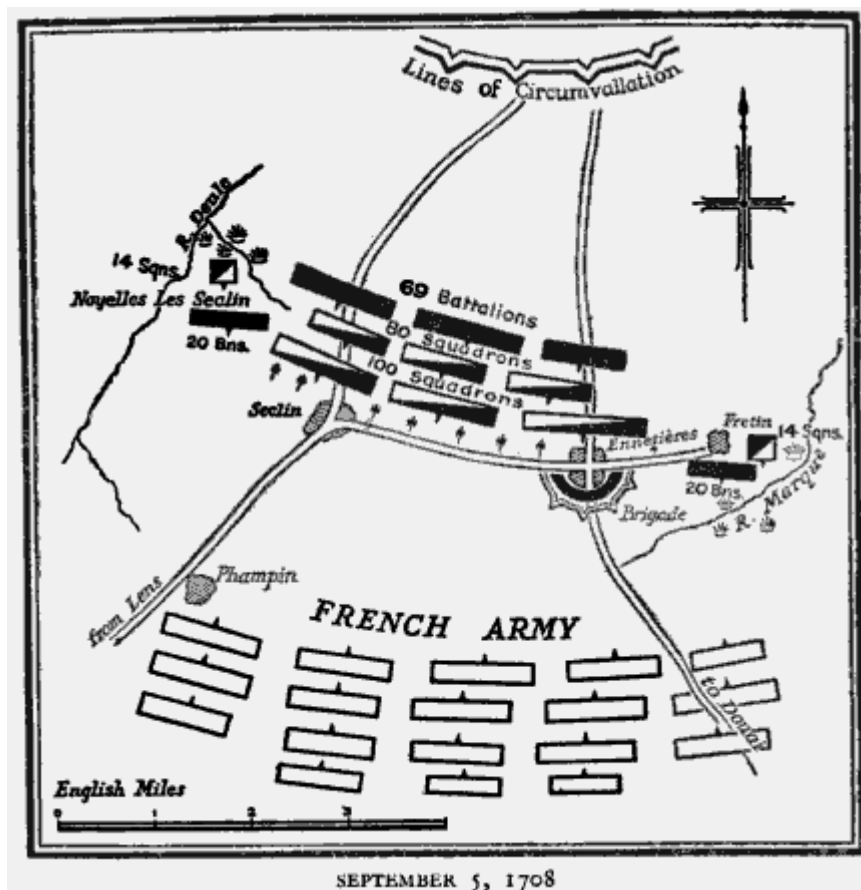 Lines of Circumvallation
R. Deule
14 Sqns.
Noyelles Les Seclin
20 Bns.
69 Battalions
80 Squadrons
100 Squadrons
Seclin
Ennetières
Fretin
14 Sqns.
20 Bns.
R. Marque
Brigade
Phampin
from Lens
FRENCH ARMY
to Douai
English Miles
0 1 2 3
SEPTEMBER 5, 1708